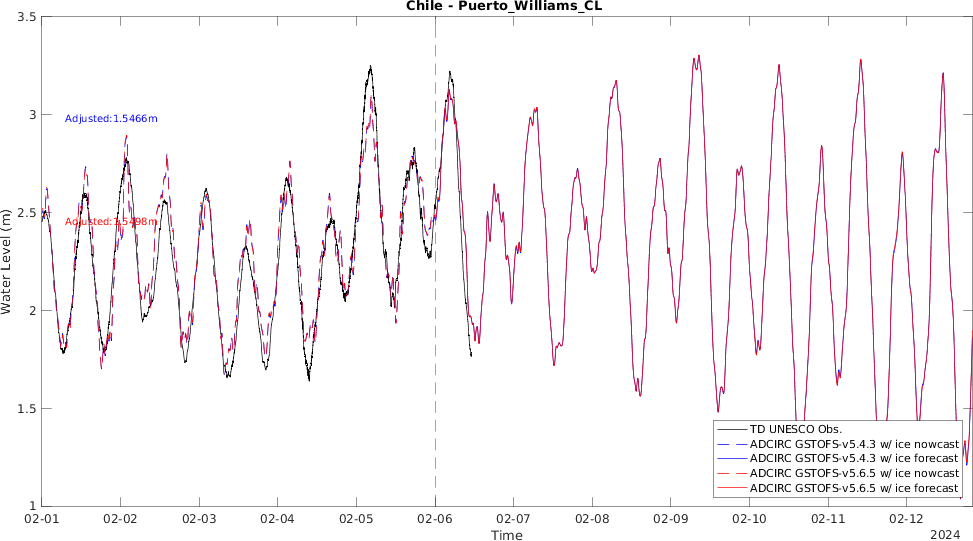 Chile - Puerto_Williams_CL
3.5
3
2.5
2
1.5
1
Water Level (m)
Adjusted:1.5466m
Adjusted:1.5498m
TD UNESCO Obs.
ADCIRC GSTOFS-v5.4.3 w/ ice nowcast
ADCIRC GSTOFS-v5.4.3 w/ ice forecast
ADCIRC GSTOFS-v5.6.5 w/ ice nowcast
ADCIRC GSTOFS-v5.6.5 w/ ice forecast
02-01 02-02 02-03 02-04 02-05 02-06 02-07 02-08 02-09 02-10 02-11 02-12
Time
2024